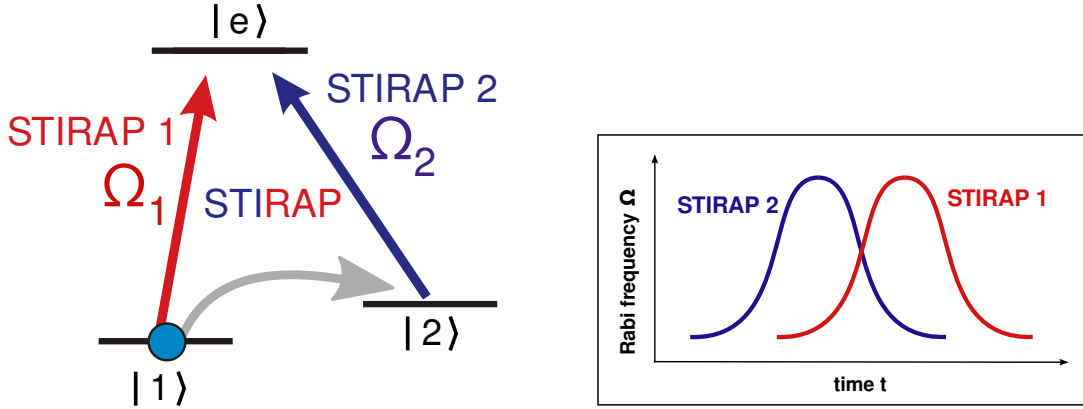 |e⟩
STIRAP 2
STIRAP 1
Ω2
Ω1
STIRAP
|2⟩
|1⟩
STIRAP 2
STIRAP 1
Rabi frequency Ω
time t